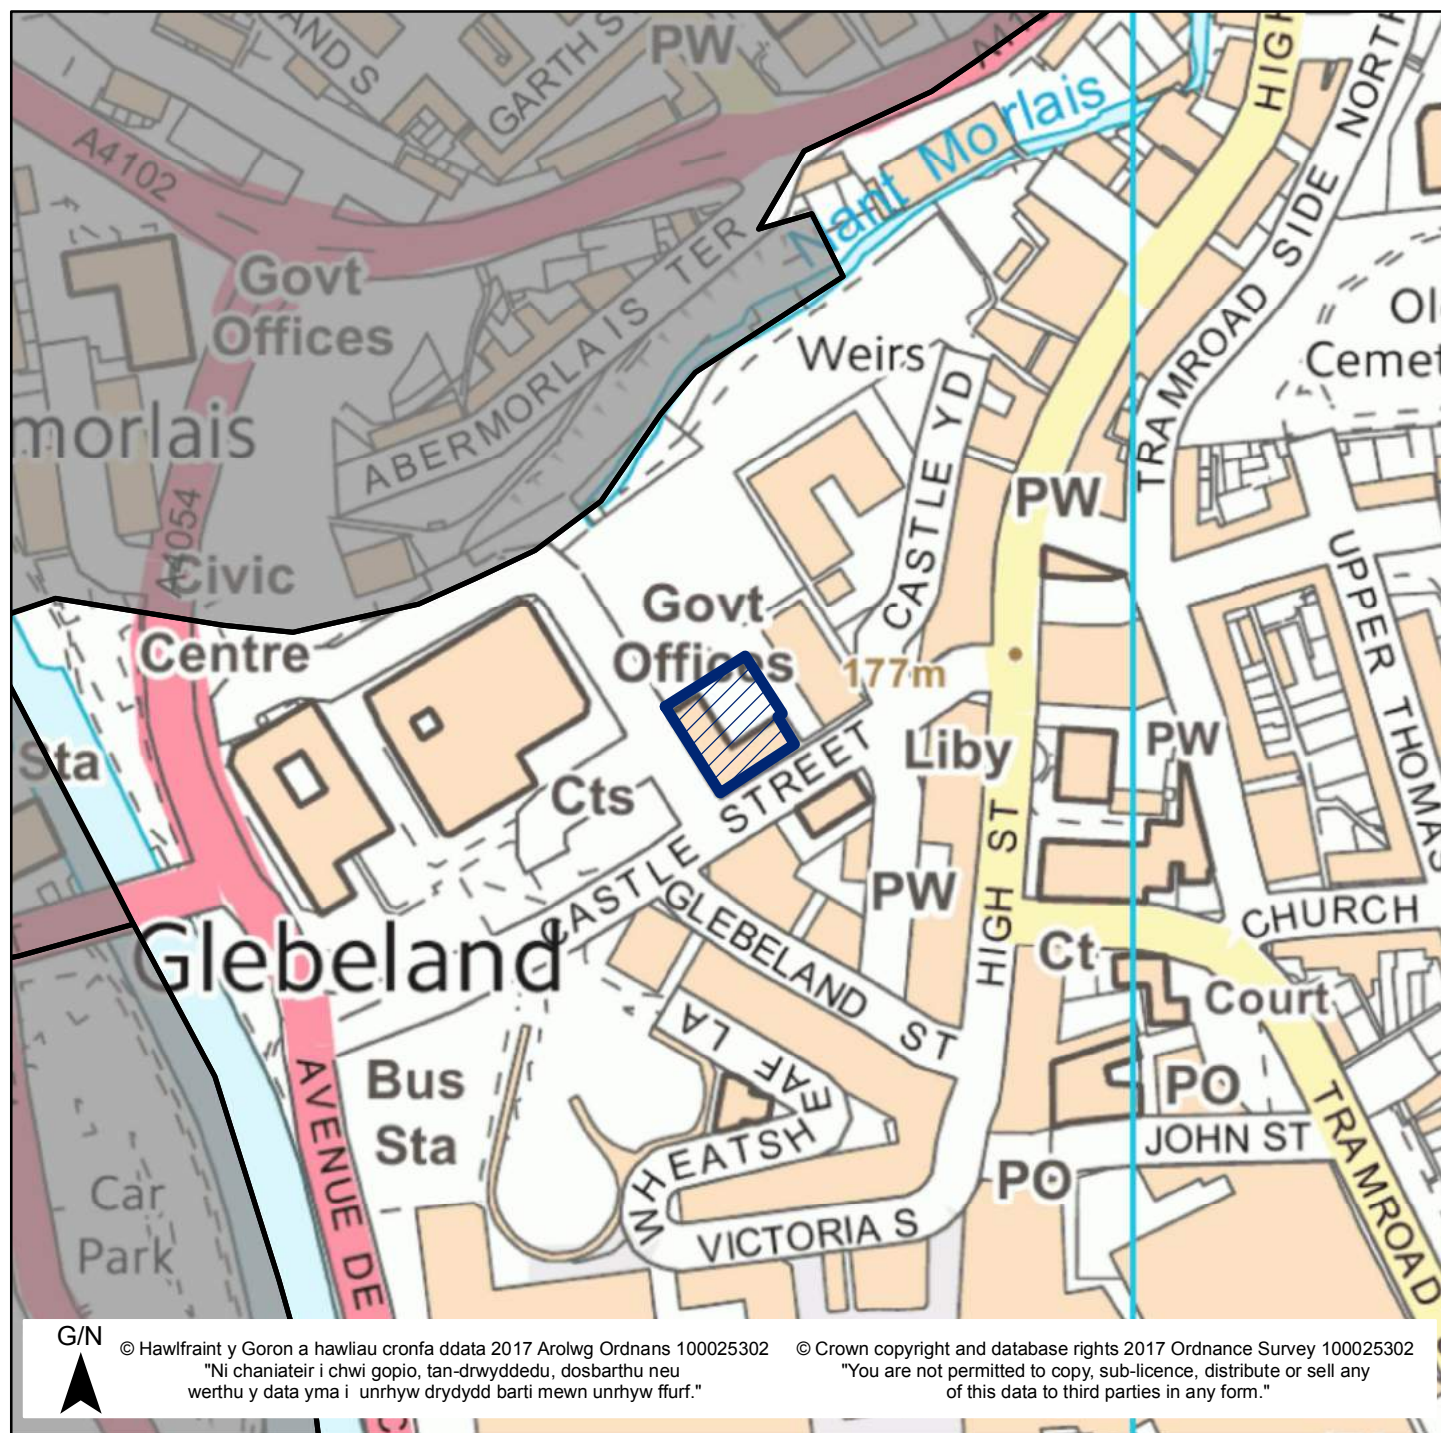 AND S
GARTH S
PW
A41
HIGH
A4102
Nant Morlais
TRAMROAD SIDE NORTH
Govt
Offices
ABERMORLAIS TER
Weirs
Ol
Cemet
morlais
CASTLE YD
PW
A4054
Civic
Centre
Govt
Offices
177m
UPPER THOMAS
Sta
Liby
PW
Cts
CASTLE STREET
HIGH ST
PW
GLEBELAND ST
CHURCH
Glebeland
Ct
Court
WHEATSHEAF LA
Bus
Sta
PO
AVENUE DE C
JOHN ST
TRAMROAD
PO
Car
Park
VICTORIA S
G/N
© Hawlfraint y Goron a hawliau cronfa ddata 2017 Arolwg Ordnans 100025302
"Ni chaniateir i chwi gopio, tan-drwyddedu, dosbarthu neu
werthu y data yma i unrhyw drydydd barti mewn unrhyw ffurf."
© Crown copyright and database rights 2017 Ordnance Survey 100025302
"You are not permitted to copy, sub-licence, distribute or sell any
of this data to third parties in any form."